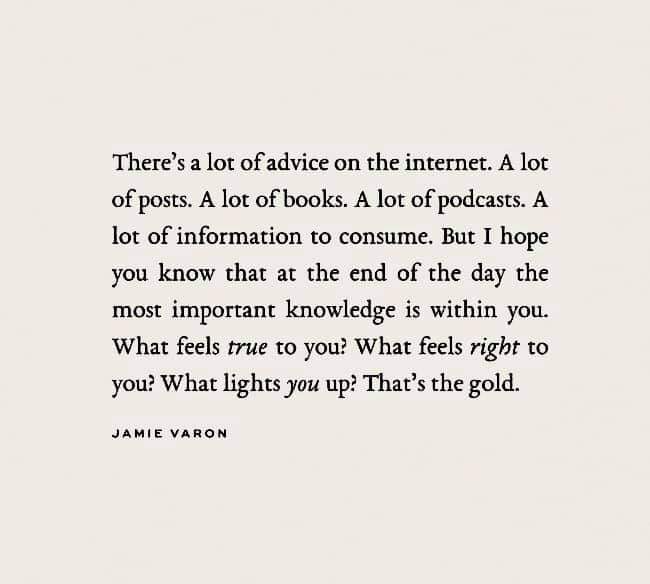 There’s a lot of advice on the internet. A lot
of posts. A lot of books. A lot of podcasts. A
lot of information to consume. But I hope
you know that at the end of the day the
most important knowledge is within you.
What feels true to you? What feels right to
you? What lights you up? That’s the gold.
JAMIE VARON